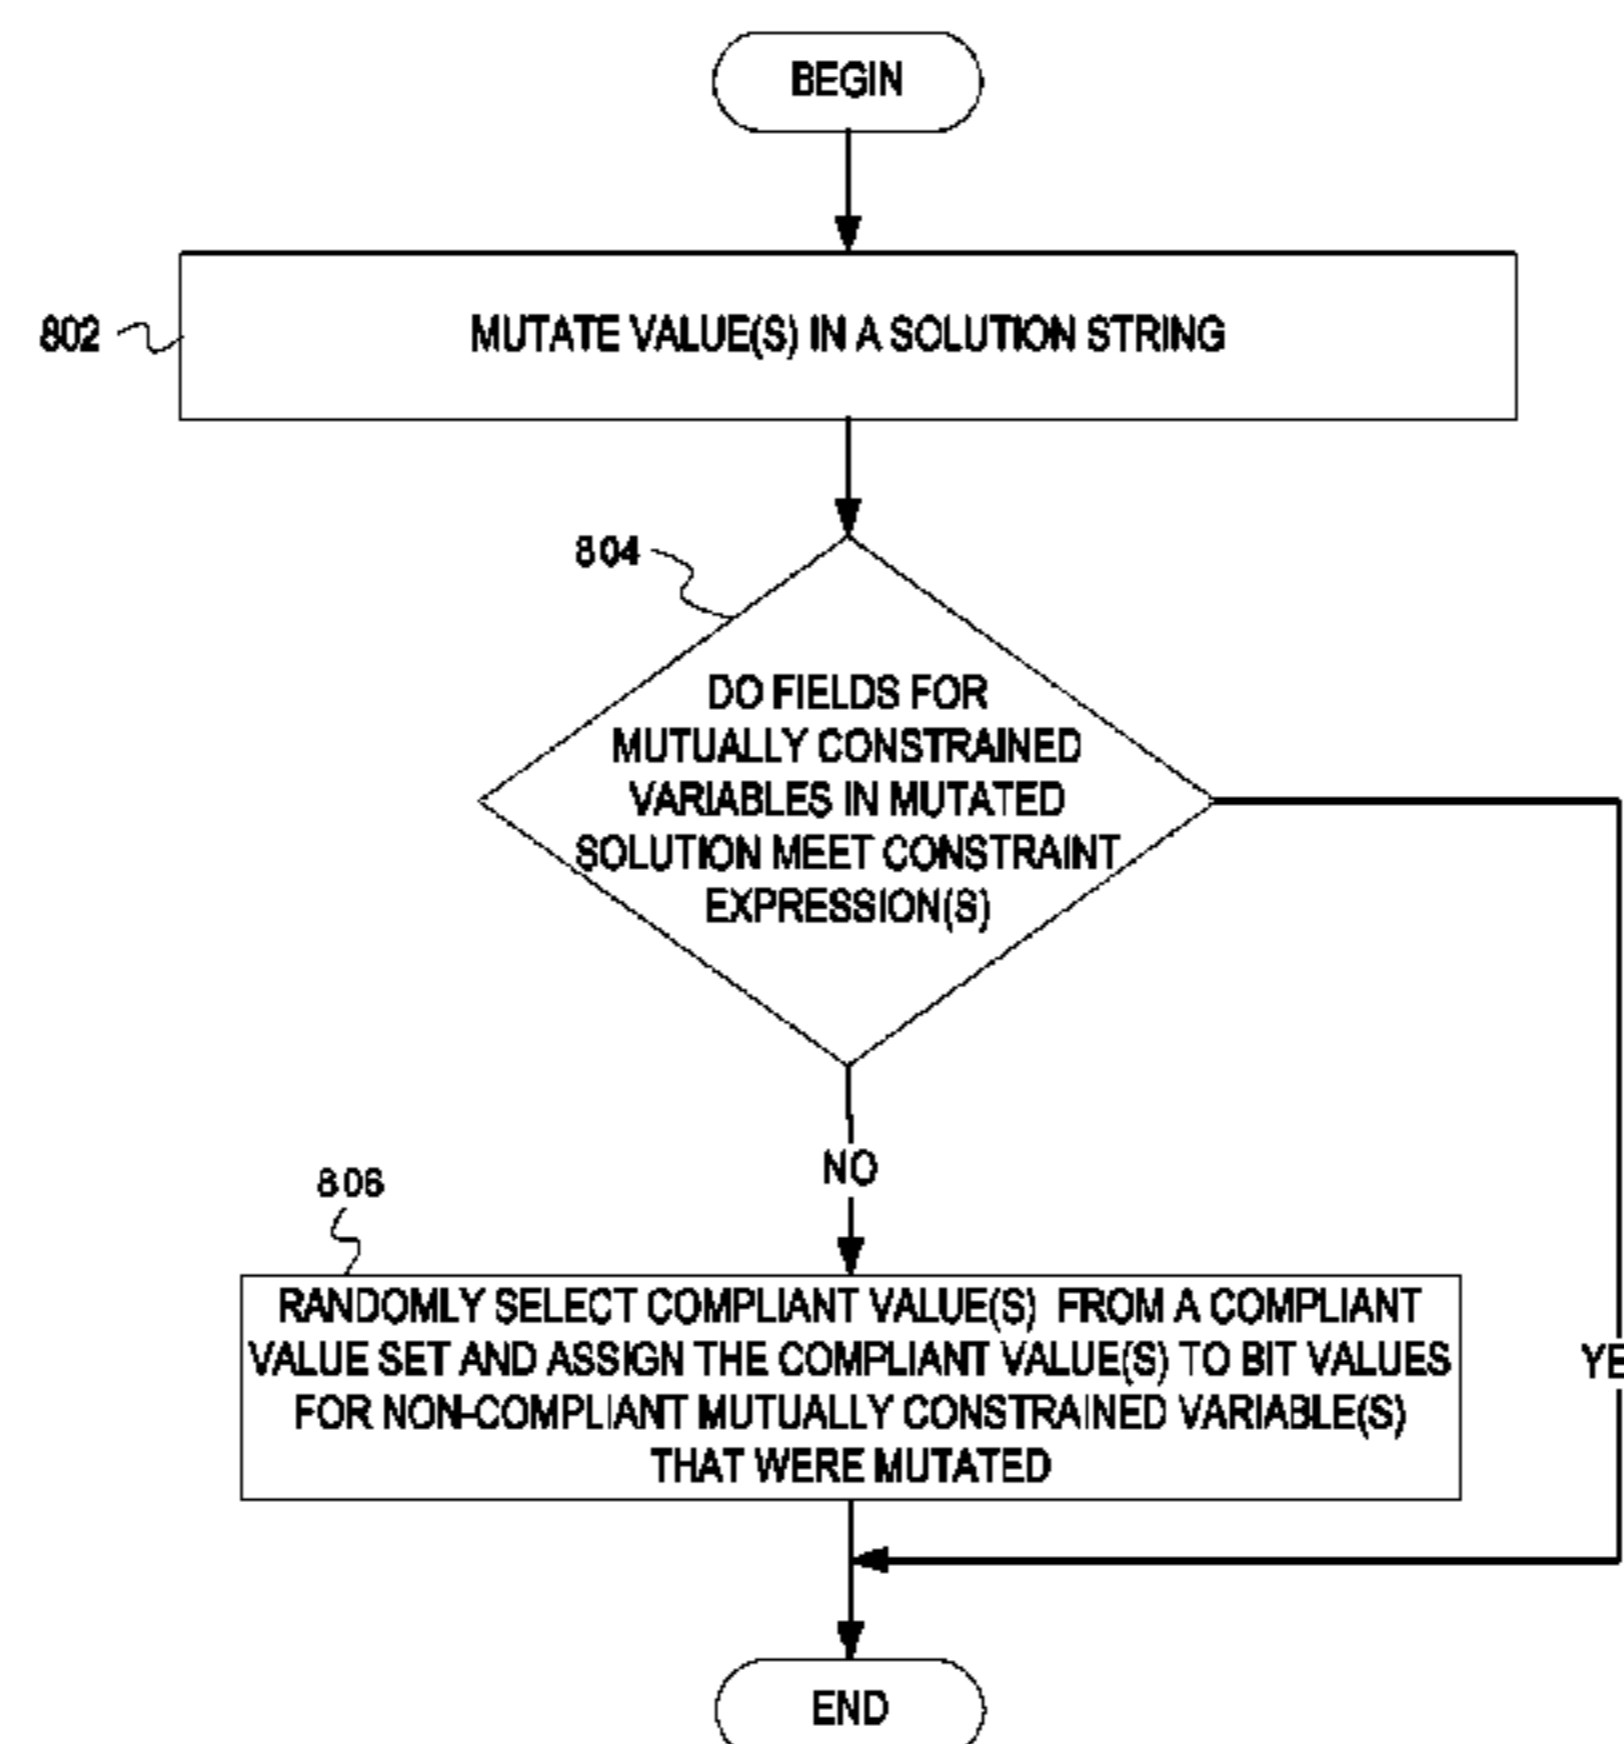 BEGIN
802
MUTATE VALUE(S) IN A SOLUTION STRING
804
DO FIELDS FOR
MUTUALLY CONSTRAINED
VARIABLES IN MUTATED
SOLUTION MEET CONSTRAINT
EXPRESSION(S)
NO
806
RANDOMLY SELECT COMPLIANT VALUE(S) FROM A COMPLIANT
VALUE SET AND ASSIGN THE COMPLIANT VALUE(S) TO BIT VALUES
FOR NON-COMPLIANT MUTUALLY CONSTRAINED VARIABLE(S)
THAT WERE MUTATED
YE
END